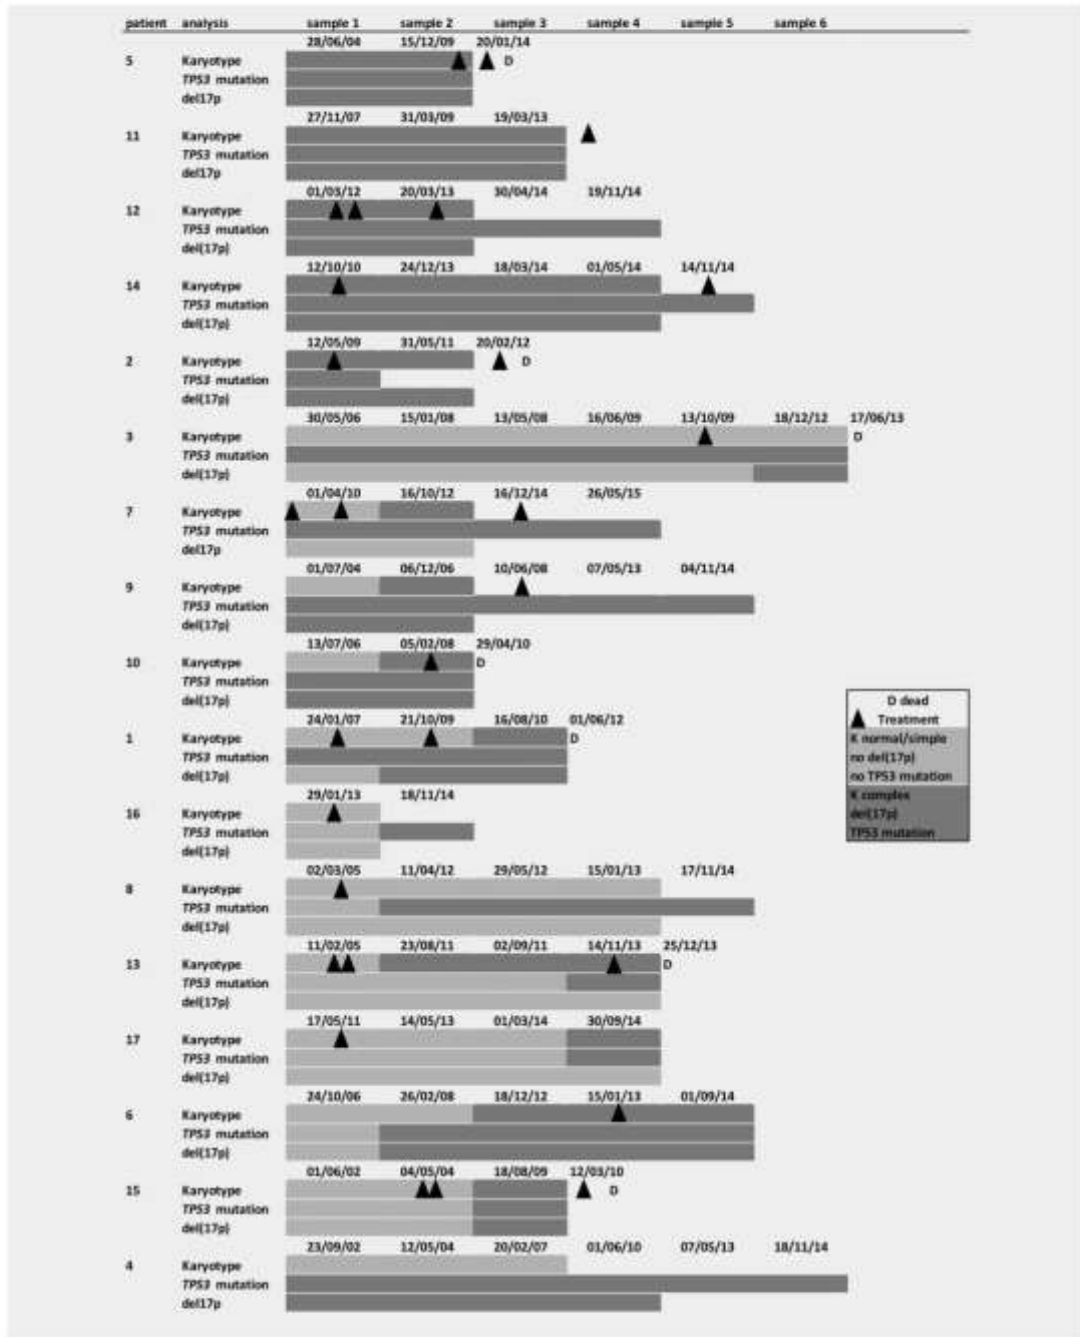 patient analysis sample 1 sample 2 sample 3 sample 4 sample 5 sample 6
28/06/04 15/12/09 20/01/14
5 Karyotype D
TP53 mutation
del17p
27/11/07 31/03/09 19/03/13
11 Karyotype
TP53 mutation
del17p
01/03/12 20/03/13 30/04/14 19/11/14
12 Karyotype
TP53 mutation
del(17p)
12/10/10 24/12/13 18/03/14 01/05/14 14/11/14
14 Karyotype
TP53 mutation
del(17p)
12/05/09 31/05/11 20/02/12
2 Karyotype D
TP53 mutation
del(17p)
30/05/06 15/01/08 13/05/08 16/06/09 13/10/09 18/12/12 17/06/13
3 Karyotype D
TP53 mutation
del(17p)
01/04/10 16/10/12 16/12/14 26/05/15
7 Karyotype
TP53 mutation
del17p
01/07/04 06/12/06 10/06/08 07/05/13 04/11/14
9 Karyotype
TP53 mutation
del(17p)
13/07/06 05/02/08 29/04/10
10 Karyotype D
TP53 mutation
del(17p)
24/01/07 21/10/09 16/08/10 01/06/12
1 Karyotype D
TP53 mutation
del(17p)
29/01/13 18/11/14
16 Karyotype
TP53 mutation
del(17p)
02/03/05 11/04/12 29/05/12 15/01/13 17/11/14
8 Karyotype
TP53 mutation
del(17p)
11/02/05 23/08/11 02/09/11 14/11/13 25/12/13
13 Karyotype D
TP53 mutation
del(17p)
17/05/11 14/05/13 01/03/14 30/09/14
17 Karyotype
TP53 mutation
del(17p)
24/10/06 26/02/08 18/12/12 15/01/13 01/09/14
6 Karyotype
TP53 mutation
del(17p)
01/06/02 04/05/04 18/08/09 12/03/10
15 Karyotype D
TP53 mutation
del(17p)
23/09/02 12/05/04 20/02/07 01/06/10 07/05/13 18/11/14
4 Karyotype
TP53 mutation
del17p
D dead
Treatment
K normal/simple
no del(17p)
no TP53 mutation
K complex
del(17p)
TP53 mutation